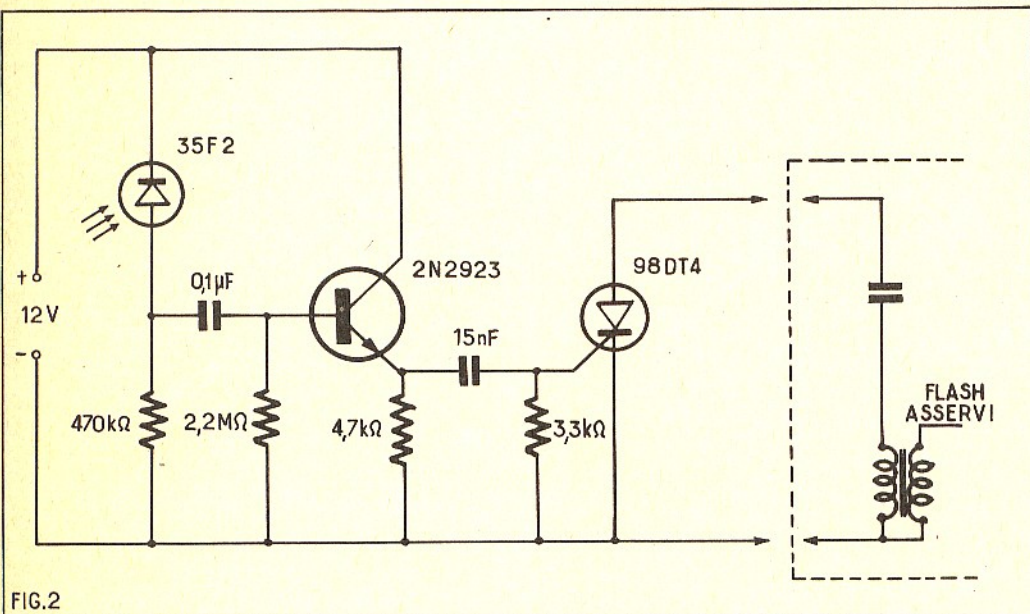 35F2
0,1µF
2N2923
98DT4
+
12V
-
15nF
470kΩ
2,2MΩ
4,7kΩ
3,3kΩ
FLASH
ASSERVI
FIG.2